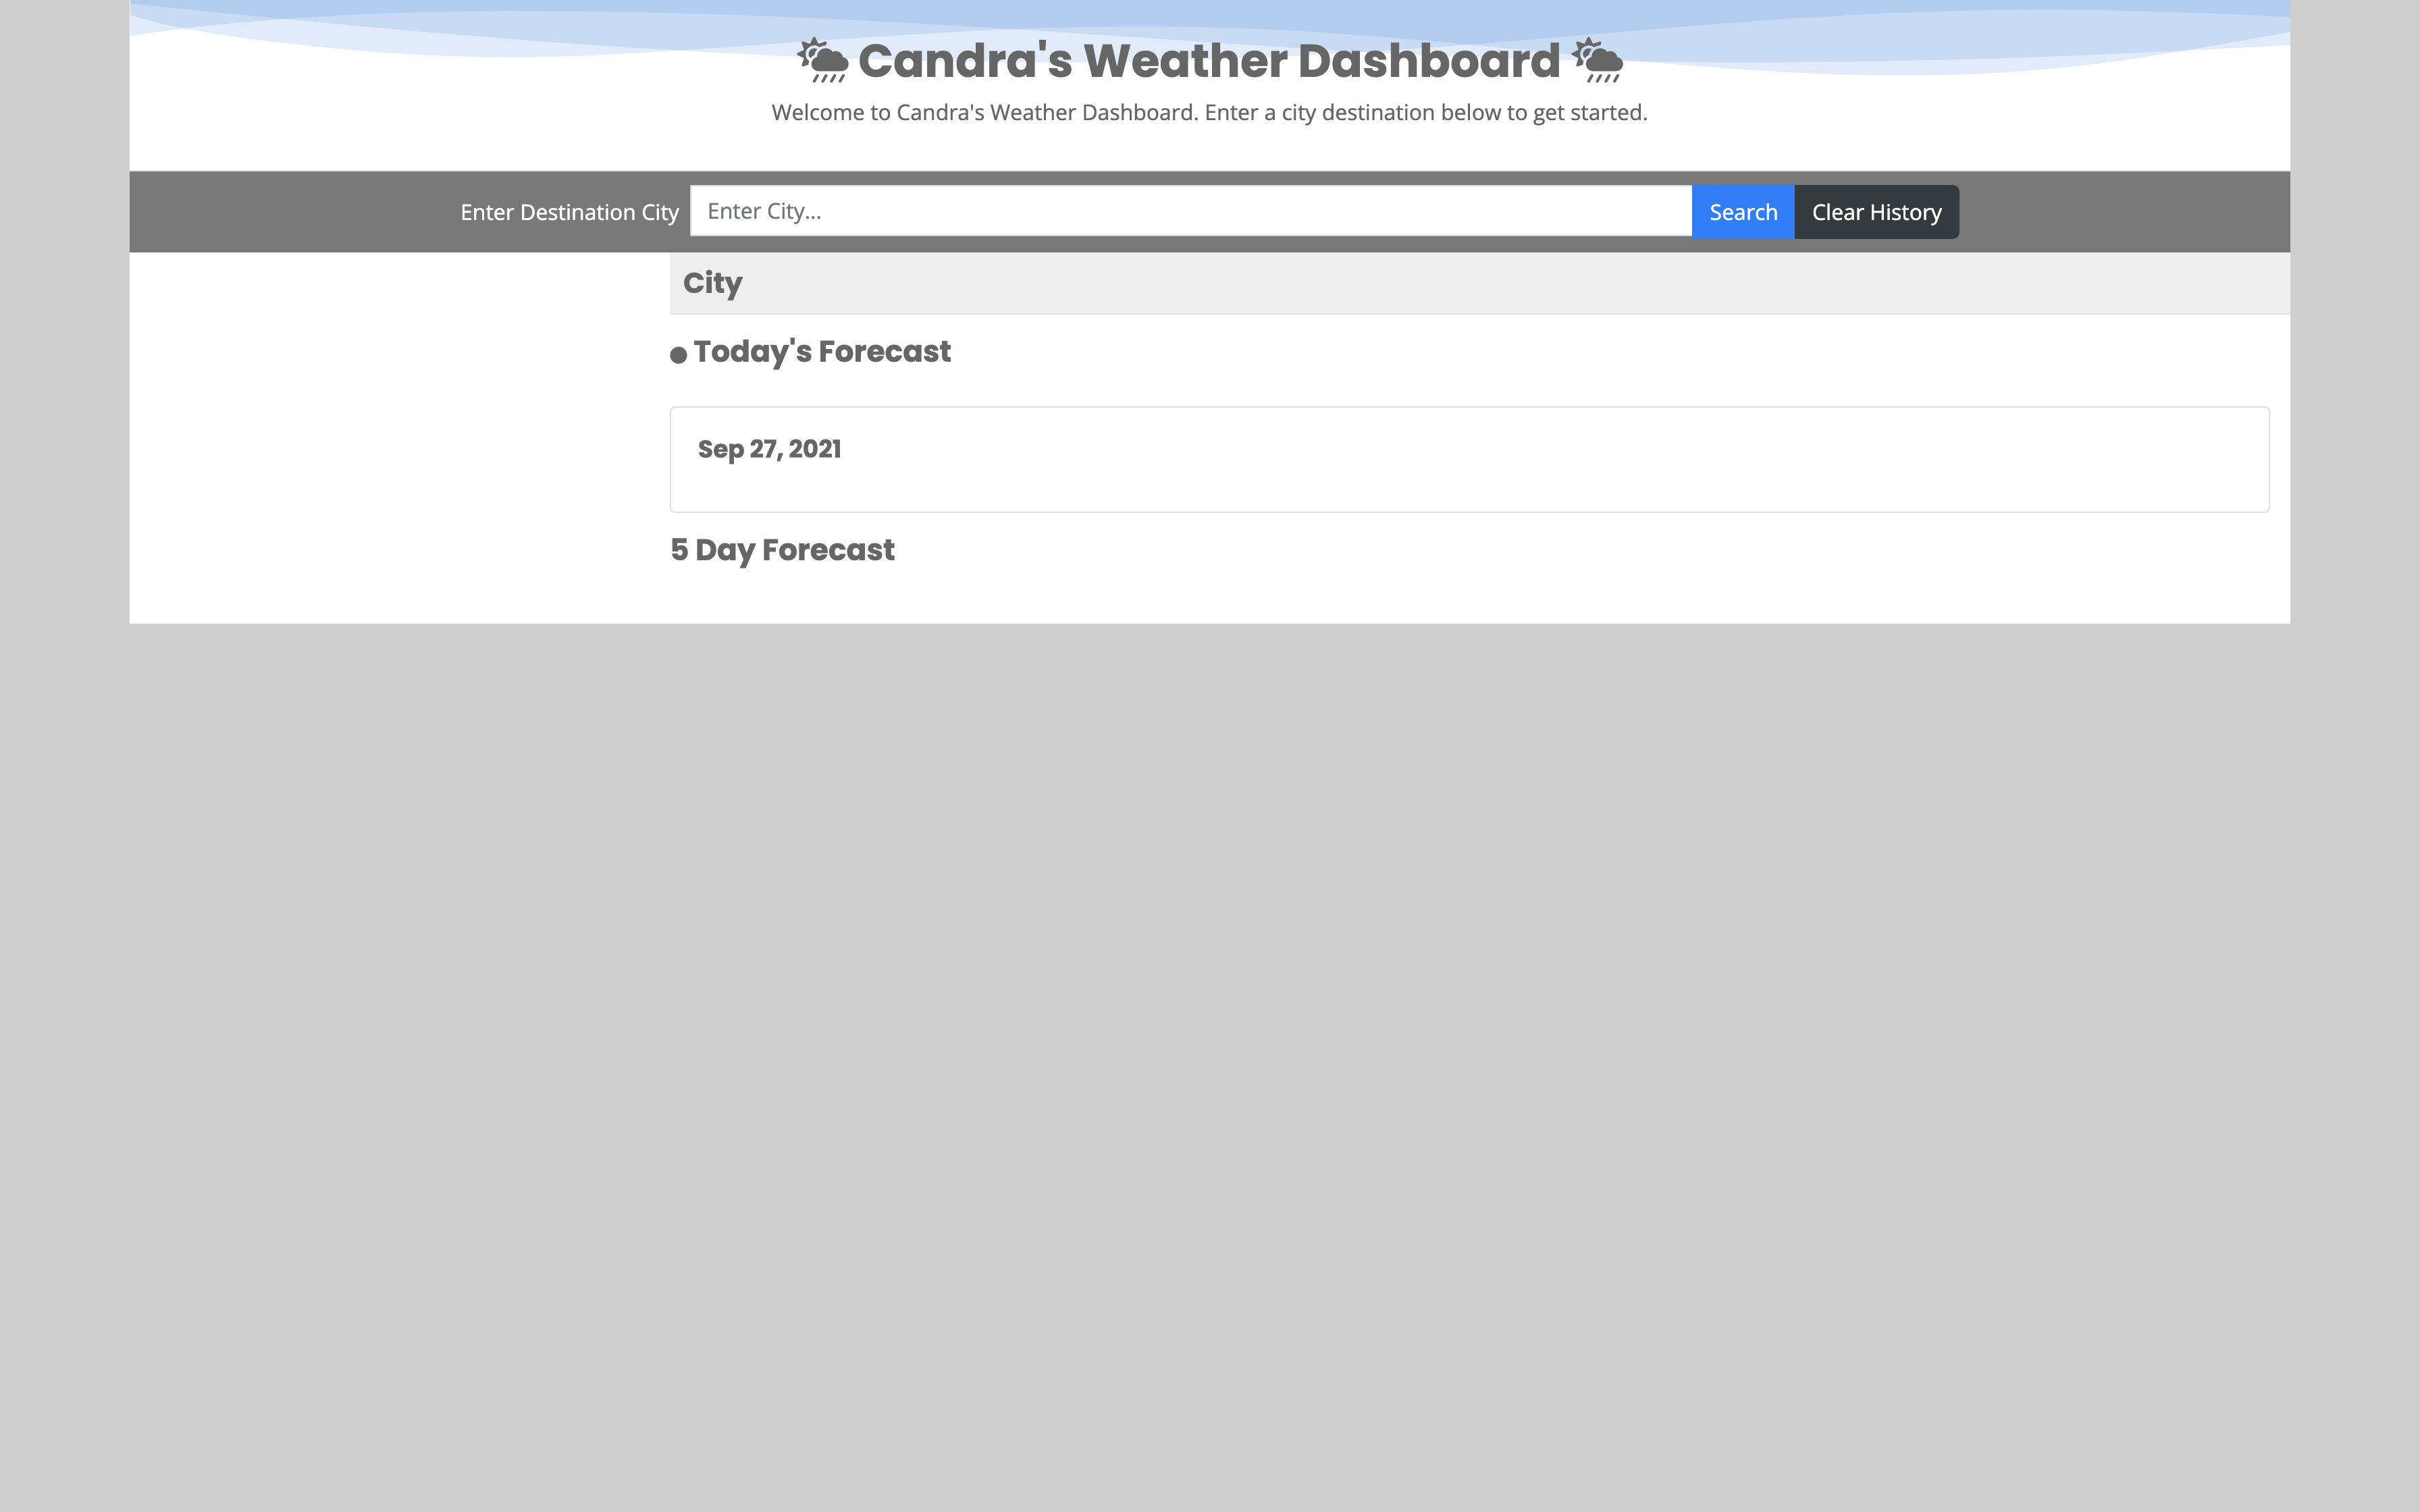 Candra's Weather Dashboard
Welcome to Candra's Weather Dashboard. Enter a city destination below to get started.
Enter Destination City Enter City... Search Clear History
City
Today's Forecast
Sep 27, 2021
5 Day Forecast